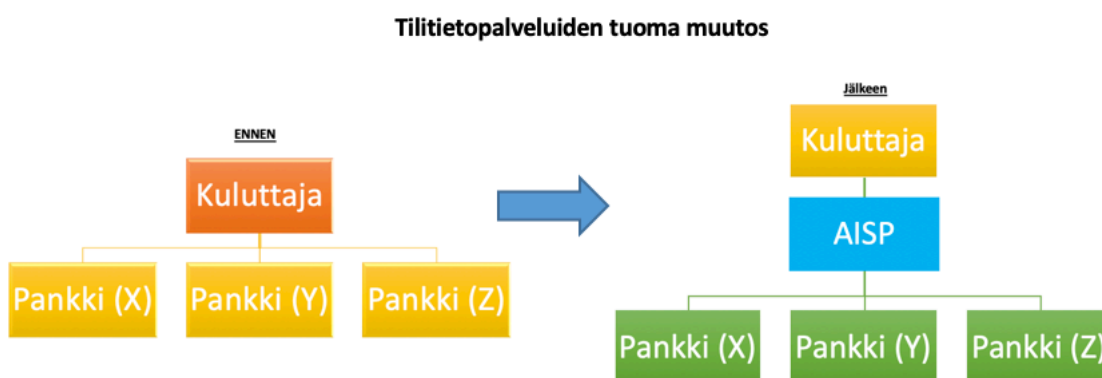 Tilitietopalveluiden tuoma muutos
ENNEN
Kuluttaja
Pankki (X) Pankki (Y) Pankki (Z)
Jälkeen
Kuluttaja
AISP
Pankki (X) Pankki (Y) Pankki (Z)